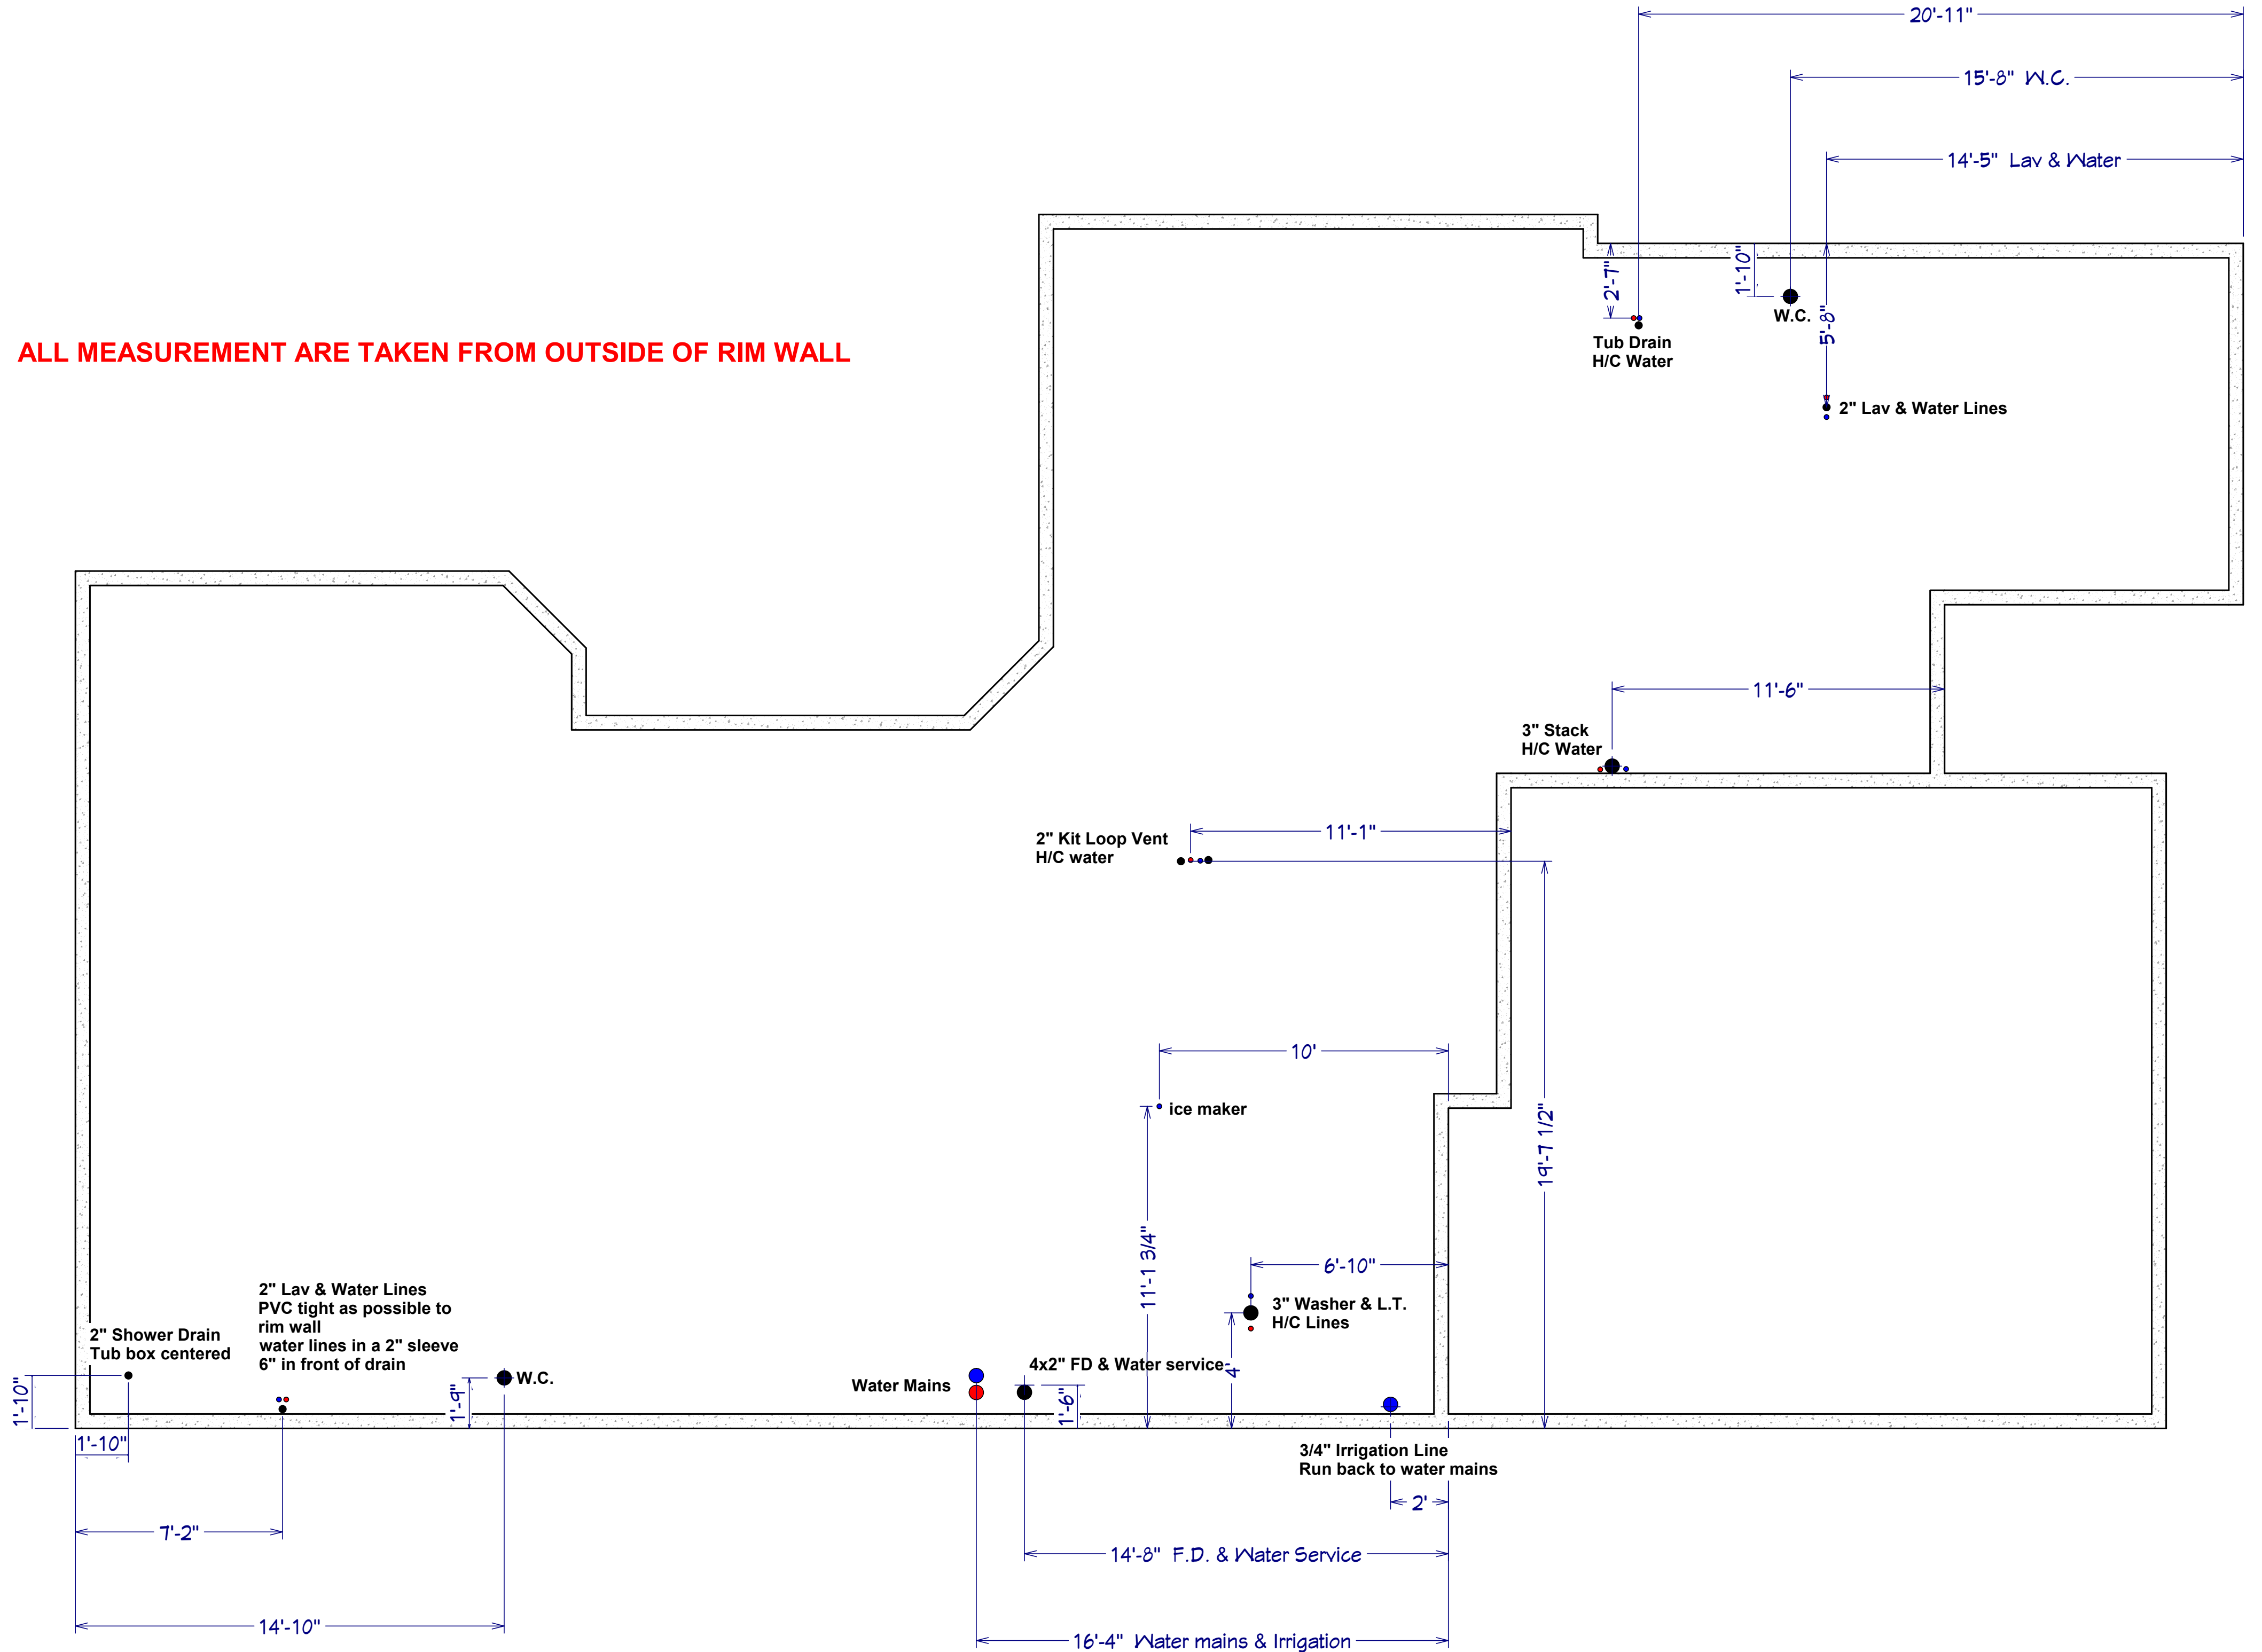 20'-11"
15'-8" W.C.
14'-5" Lav & Water
2'-7"
1'-10"
5'-8"
W.C.
Tub Drain
H/C Water
2" Lav & Water Lines
ALL MEASUREMENT ARE TAKEN FROM OUTSIDE OF RIM WALL
11'-6"
3" Stack
H/C Water
2" Kit Loop Vent
H/C water
11'-1"
10'
ice maker
19'-7 1/2"
11'-1 3/4"
6'-10"
3" Washer & L.T.
H/C Lines
4'
2" Lav & Water Lines
PVC tight as possible to
rim wall
water lines in a 2" sleeve
6" in front of drain
2" Shower Drain
Tub box centered
W.C.
4x2" FD & Water service
Water Mains
1'-10"
1'-9"
1'-6"
1'-10"
3/4" Irrigation Line
Run back to water mains
2'
7'-2"
14'-8" F.D. & Water Service
14'-10"
16'-4" Water mains & Irrigation